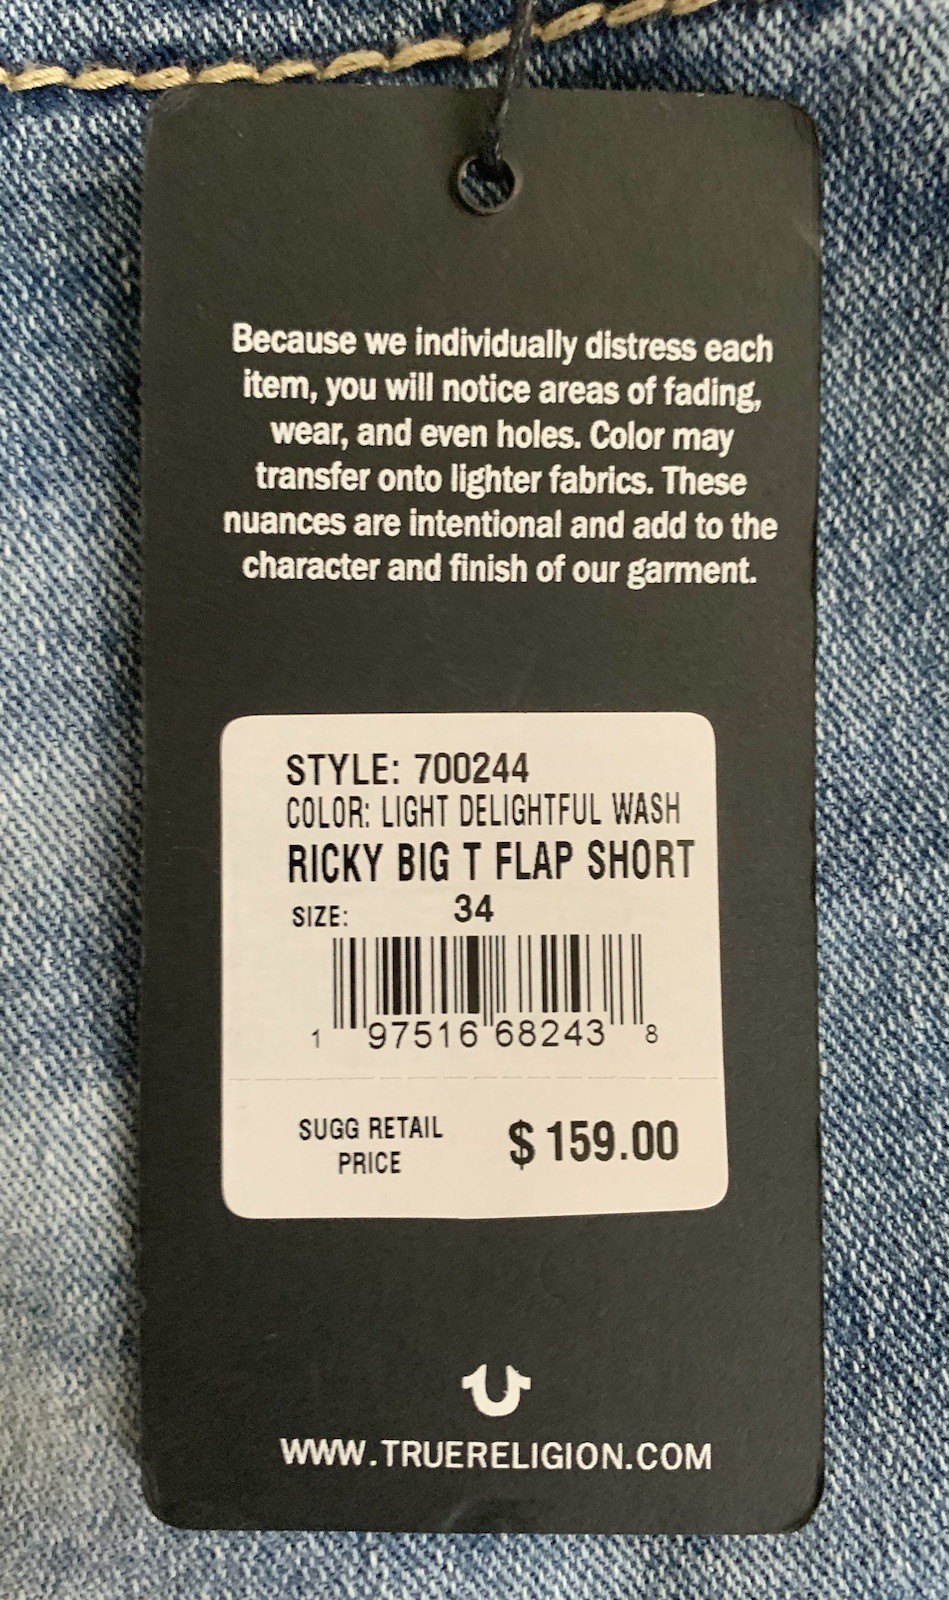 Because we individually distress each
item, you will notice areas of fading,
wear, and even holes. Color may
transfer onto lighter fabrics. These
nuances are intentional and add to the
character and finish of our garment.
STYLE: 700244
COLOR: LIGHT DELIGHTFUL WASH
RICKY BIG T FLAP SHORT
SIZE: 34
1 97516 68243 8
SUGG RETAIL
PRICE
$ 159.00
WWW.TRUERELIGION.COM